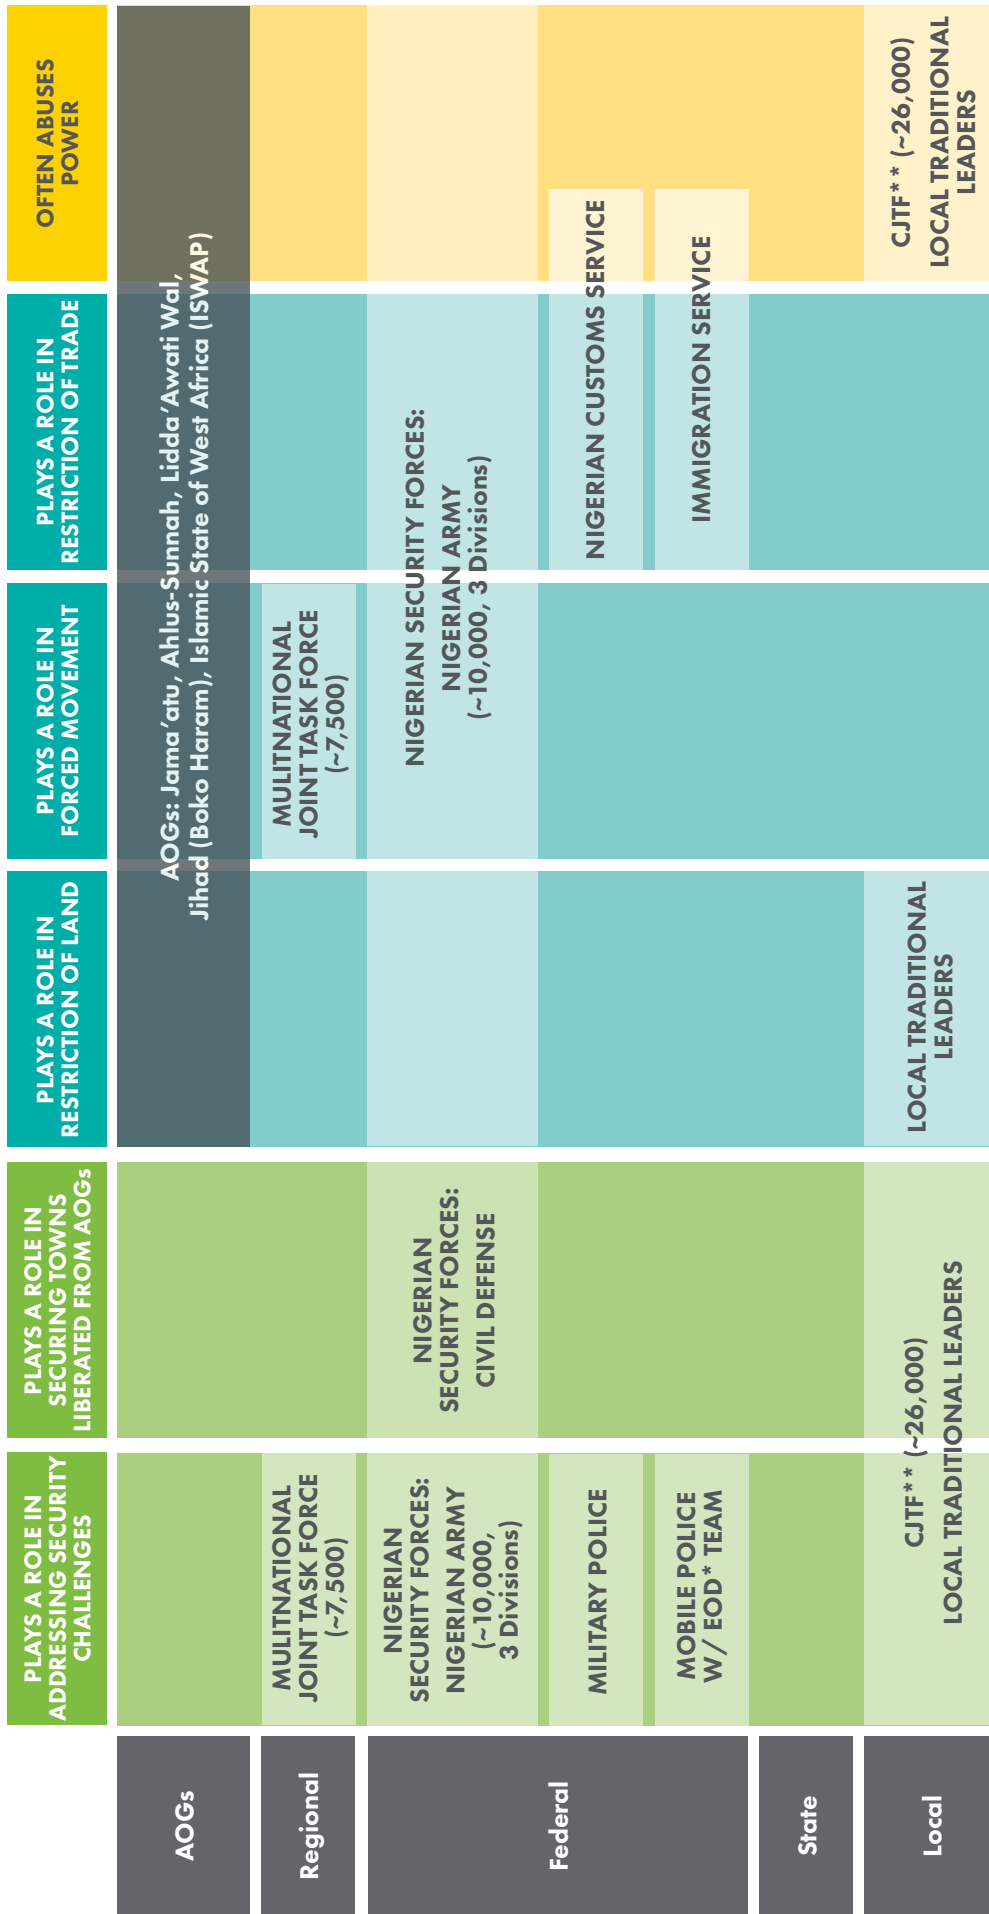 PLAYS A ROLE IN
ADDRESSING SECURITY
CHALLENGES
PLAYS A ROLE IN
SECURING TOWNS
LIBERATED FROM AOGs
PLAYS A ROLE IN
RESTRICTION OF LAND
PLAYS A ROLE IN
FORCED MOVEMENT
PLAYS A ROLE IN
RESTRICTION OF TRADE
OFTEN ABUSES
POWER
AOGs
AOGs: Jama'atu, Ahlus-Sunnah, Lidda'Awati Wal,
Jihad (Boko Haram), Islamic State of West Africa (ISWAP)
Regional
MULITNATIONAL
JOINT TASK FORCE
(~7,500)
MULITNATIONAL
JOINT TASK FORCE
(~7,500)
Federal
NIGERIAN
SECURITY FORCES:
NIGERIAN ARMY
(~10,000,
3 Divisions)
NIGERIAN
SECURITY FORCES:
CIVIL DEFENSE
NIGERIAN SECURITY FORCES:
NIGERIAN ARMY
(~10,000, 3 Divisions)
MILITARY POLICE
NIGERIAN CUSTOMS SERVICE
MOBILE POLICE
W/ EOD* TEAM
IMMIGRATION SERVICE
State
Local
CJTF** (~26,000)
LOCAL TRADITIONAL LEADERS
LOCAL TRADITIONAL
LEADERS
CJTF** (~26,000)
LOCAL TRADITIONAL
LEADERS